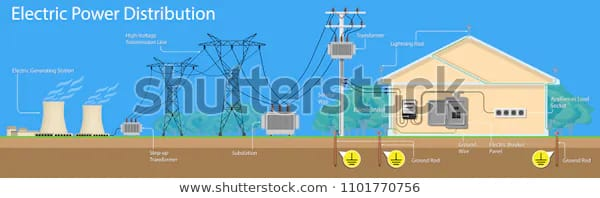 Electric Power Distribution
High-Voltage
Transmission Line
Transformer
Lightning Rod
Electric Generating Station
Appliances Load
Socket
Step-up
Transformer
Substation
Ground Rod
Ground
Wire
Electric Breaker
Panel
Ground Rod
shutterstock
www.shutterstock.com • 1101770756